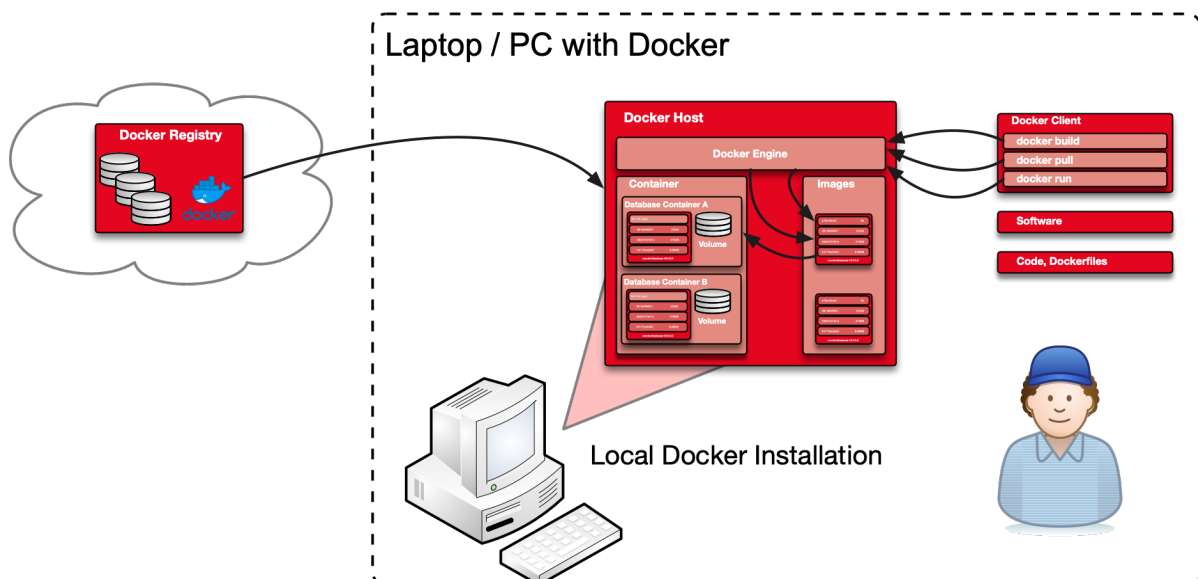 Laptop / PC with Docker
Docker Registry
docker
Docker Host
Docker Engine
Container
Database Container A
Volume
Database Container B
Volume
Images
Docker Client
docker build
docker pull
docker run
Software
Code, Dockerfiles
Local Docker Installation